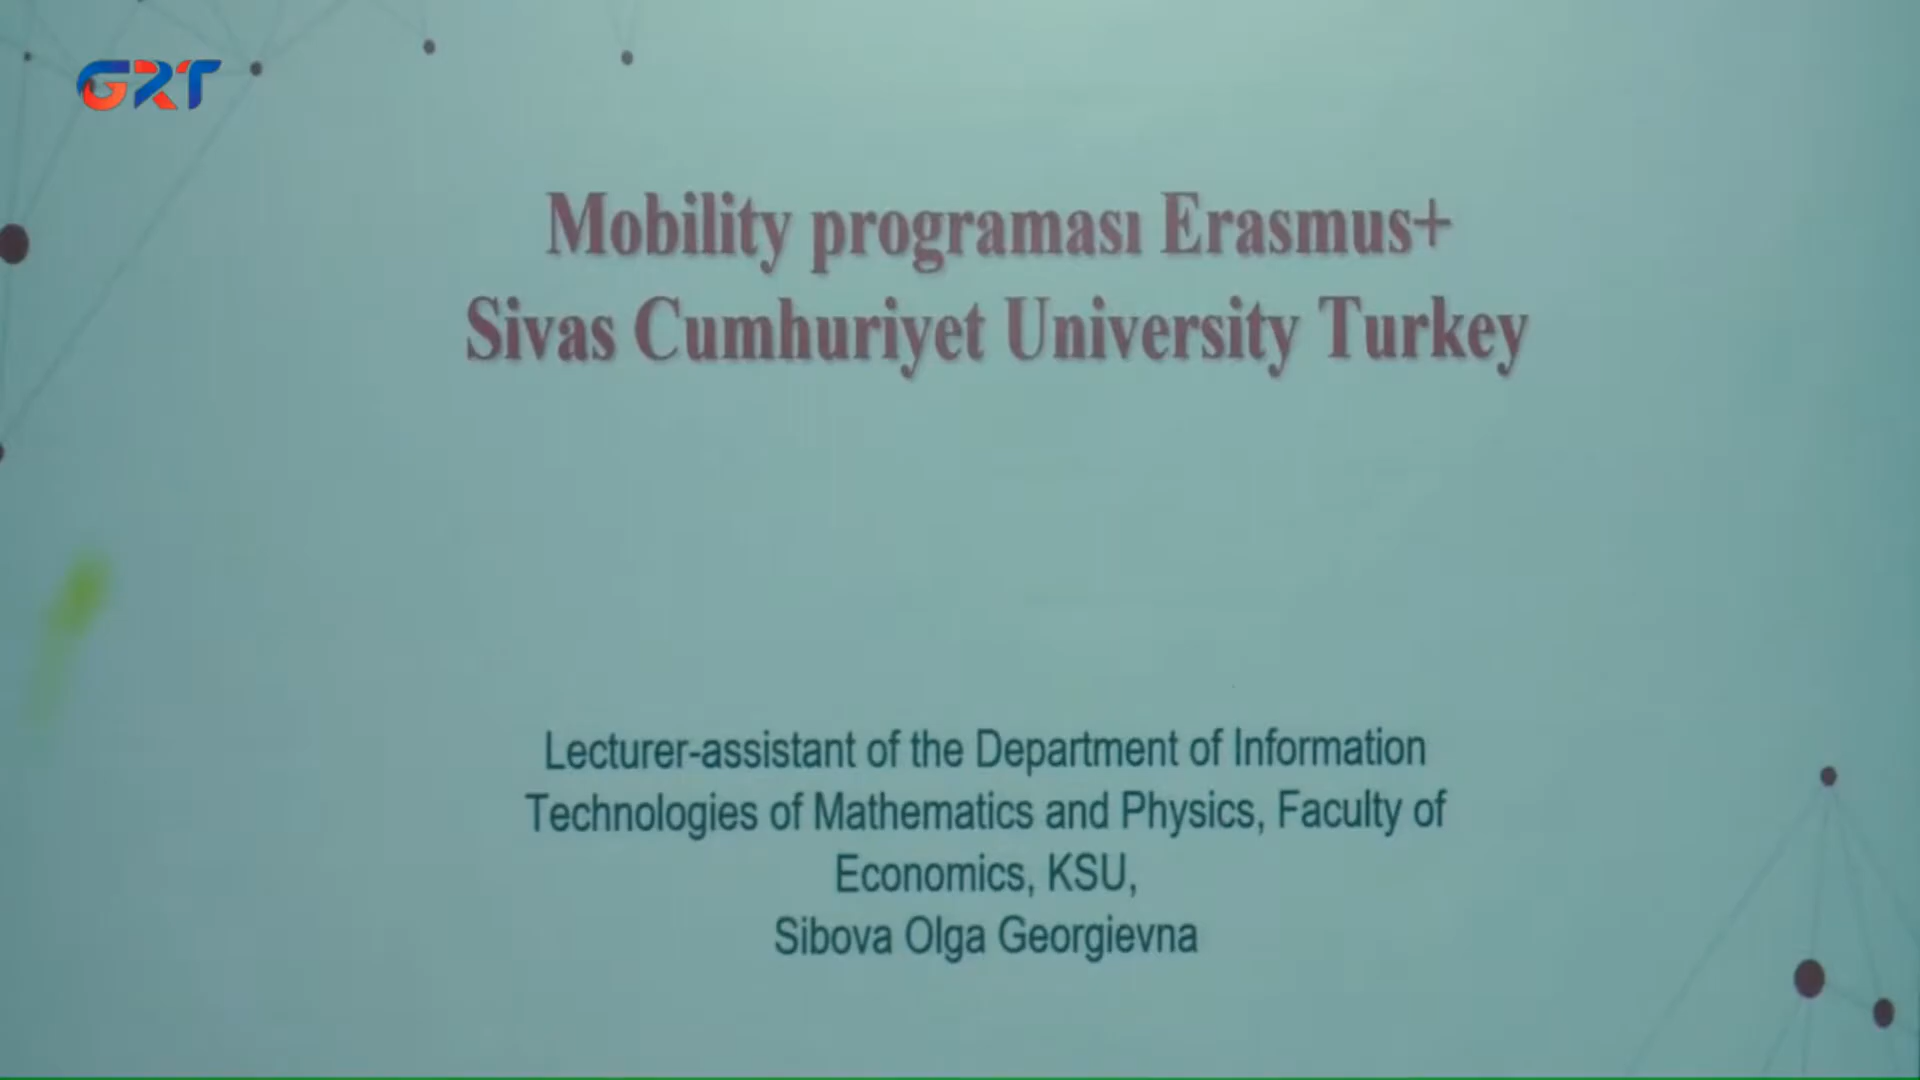 GRT
Mobility programası Erasmus+
Sivas Cumhuriyet University Turkey
Lecturer-assistant of the Department of Information
Technologies of Mathematics and Physics, Faculty of
Economics, KSU,
Sibova Olga Georgievna